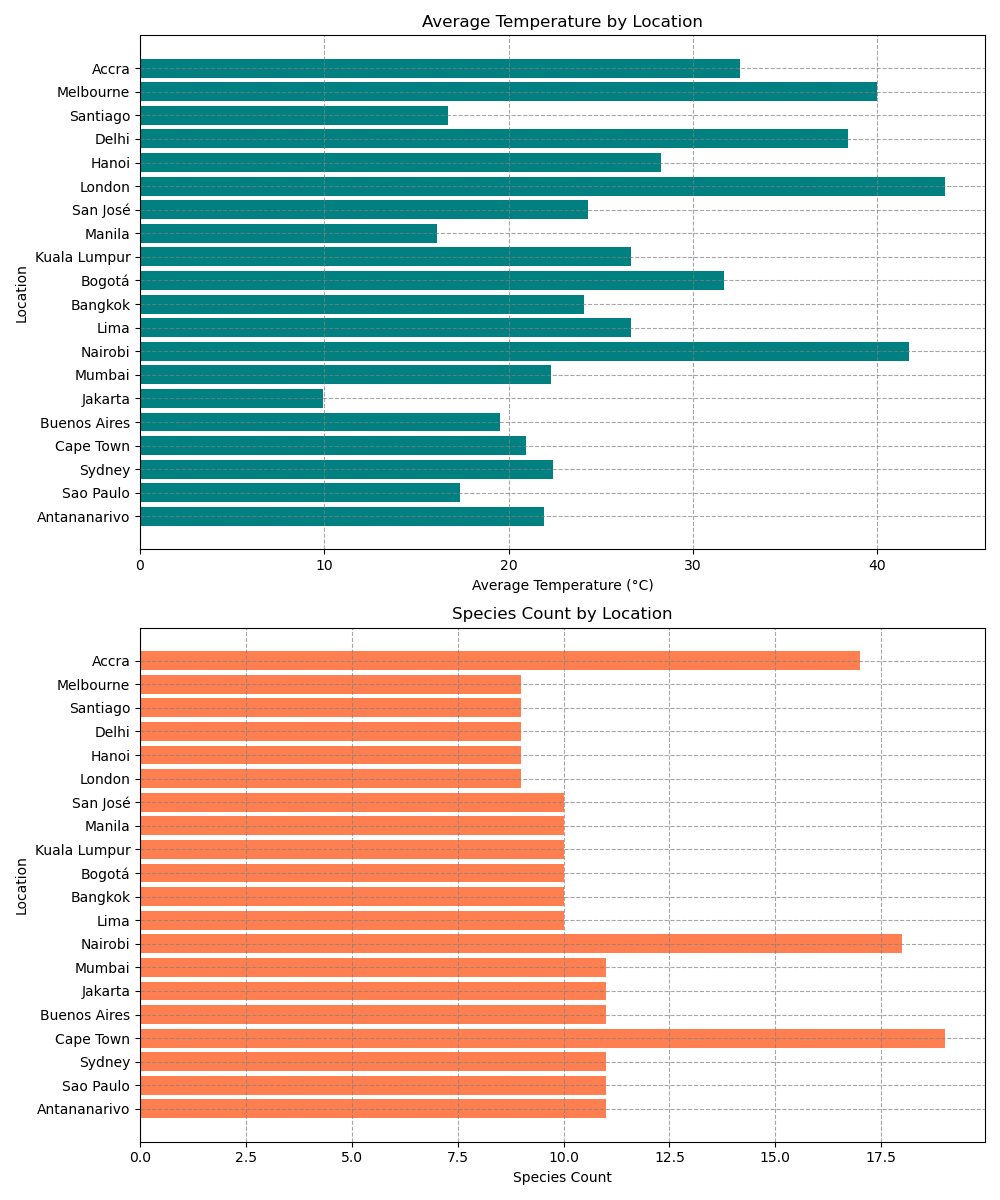 Average Temperature by Location
Location
Accra
Melbourne
Santiago
Delhi
Hanoi
London
San José
Manila
Kuala Lumpur
Bogotá
Bangkok
Lima
Nairobi
Mumbai
Jakarta
Buenos Aires
Cape Town
Sydney
Sao Paulo
Antananarivo
0 10 20 30 40
Average Temperature (°C)
Species Count by Location
Location
Accra
Melbourne
Santiago
Delhi
Hanoi
London
San José
Manila
Kuala Lumpur
Bogotá
Bangkok
Lima
Nairobi
Mumbai
Jakarta
Buenos Aires
Cape Town
Sydney
Sao Paulo
Antananarivo
0.0 2.5 5.0 7.5 10.0 12.5 15.0 17.5
Species Count